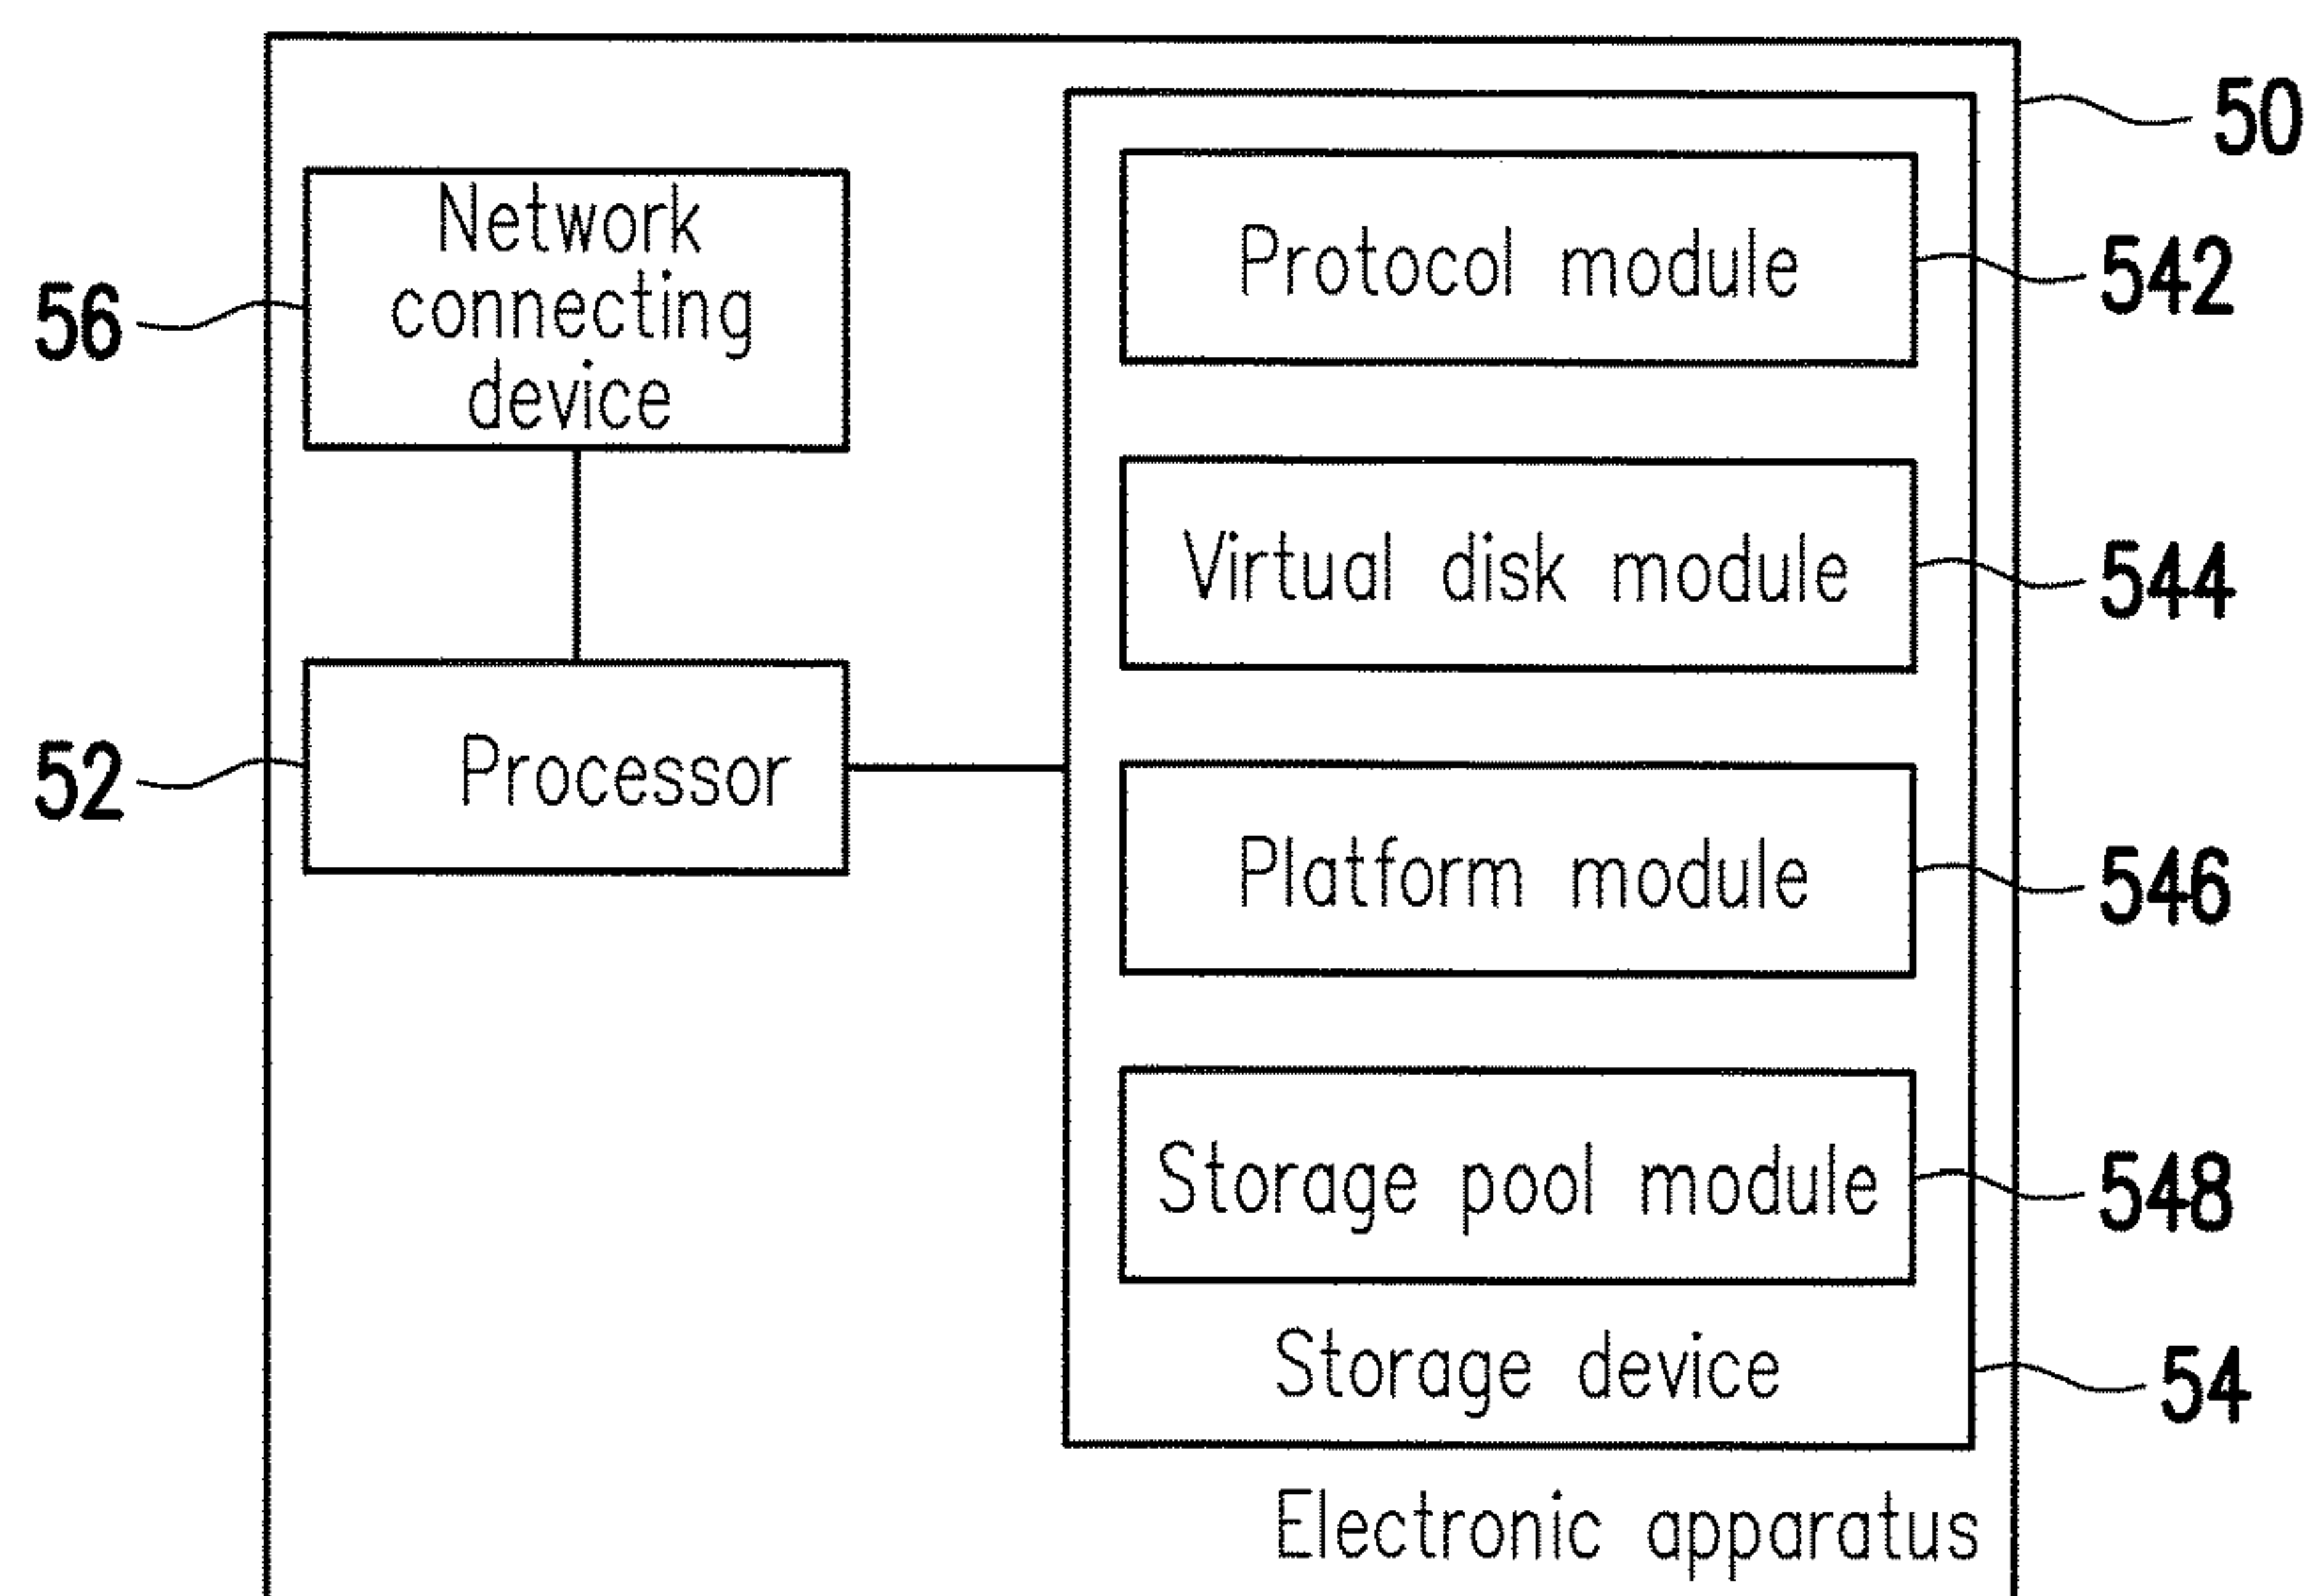 50
Network
connecting
device
56
Protocol module
542
Virtual disk module
544
Processor
52
Platform module
546
Storage pool module
548
Storage device
54
Electronic apparatus